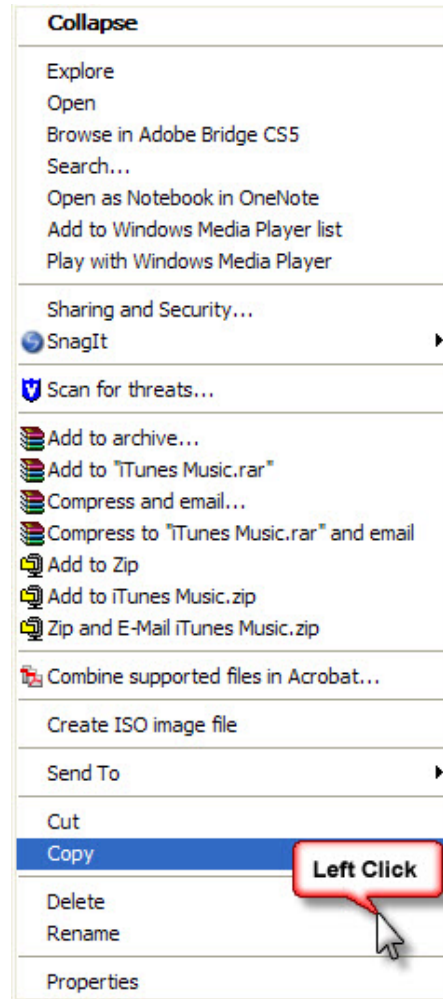 Collapse
Explore
Open
Browse in Adobe Bridge CS5
Search...
Open as Notebook in OneNote
Add to Windows Media Player list
Play with Windows Media Player
Sharing and Security...
SnagIt
Scan for threats...
Add to archive...
Add to "iTunes Music.rar"
Compress and email...
Compress to "iTunes Music.rar" and email
Add to Zip
Add to iTunes Music.zip
Zip and E-Mail iTunes Music.zip
Combine supported files in Acrobat...
Create ISO image file
Send To
Cut
Copy
Left Click
Delete
Rename
Properties